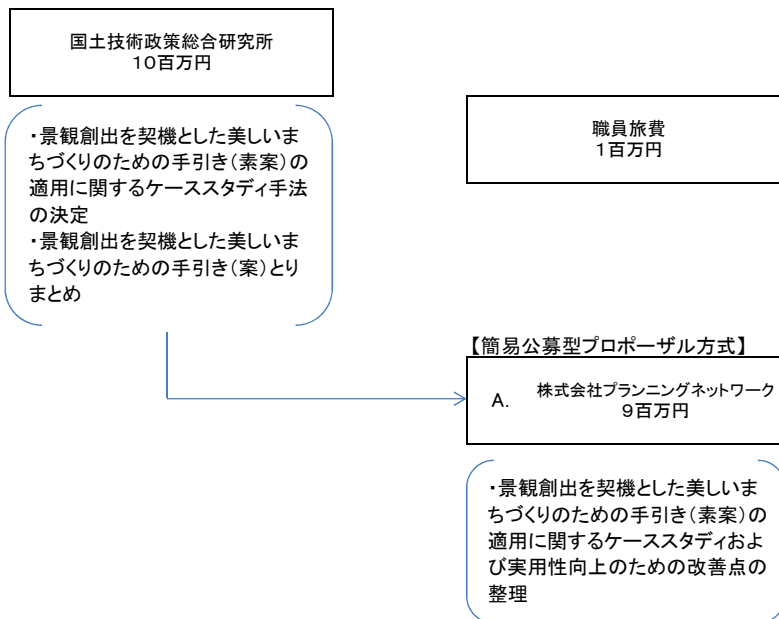 国土技術政策総合研究所
10百万円
・景観創出を契機とした美しいま
ちづくりのための手引き(素案)の
適用に関するケーススタディ手法
の決定
・景観創出を契機とした美しいま
ちづくりのための手引き(案)とり
まとめ
職員旅費
1百万円
【簡易公募型プロポーザル方式】
A. 株式会社プランニングネットワーク
9百万円
・景観創出を契機とした美しいま
ちづくりのための手引き(素案)の
適用に関するケーススタディおよ
び実用性向上のための改善点の
整理